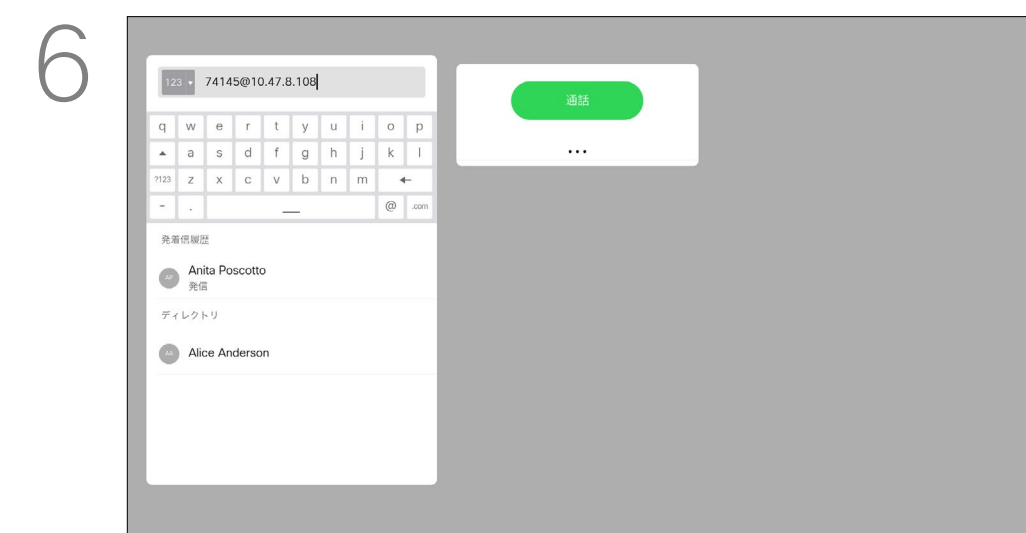 6
123 74145@10.47.8.108
通話
q w e r t y u i o p
a s d f g h j k l
?123 z x c v b n m
- . @ .com
...
発着信履歴
AP Anita Poscotto
発信
ディレクトリ
AA Alice Anderson